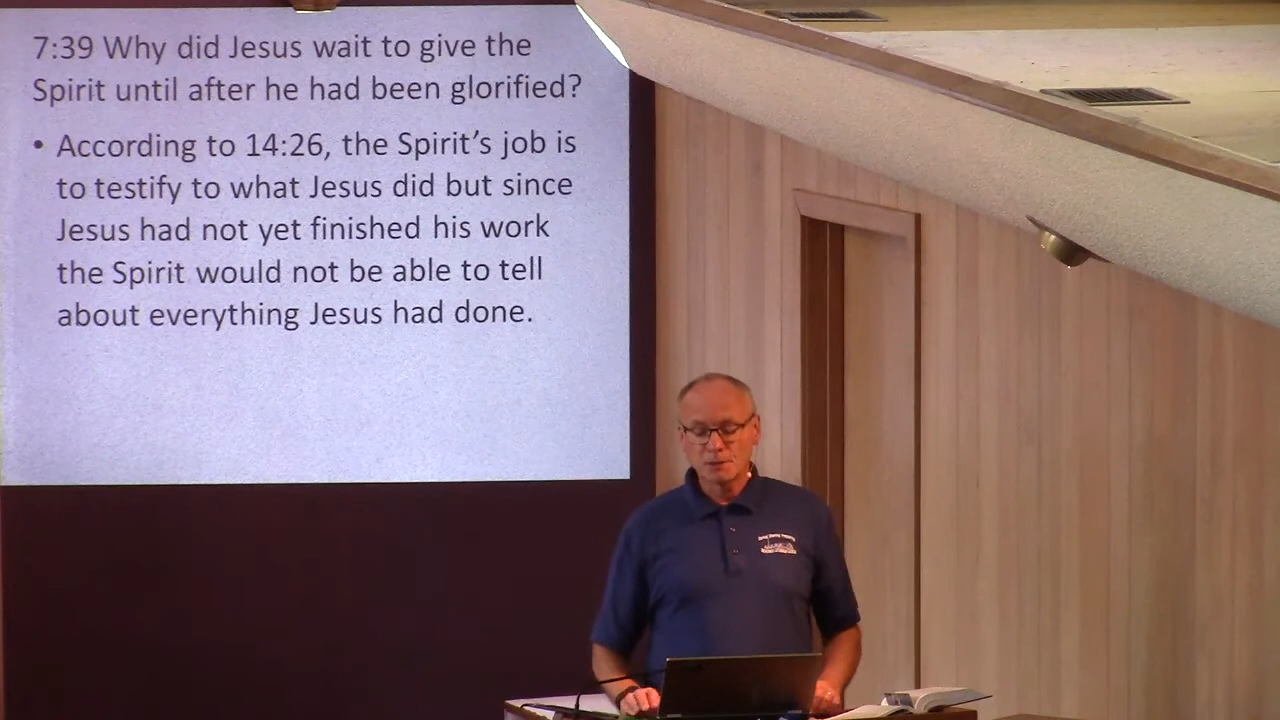 7:39 Why did Jesus wait to give the
Spirit until after he had been glorified?
• According to 14:26, the Spirit’s job is
to testify to what Jesus did but since
Jesus had not yet finished his work
the Spirit would not be able to tell
about everything Jesus had done.